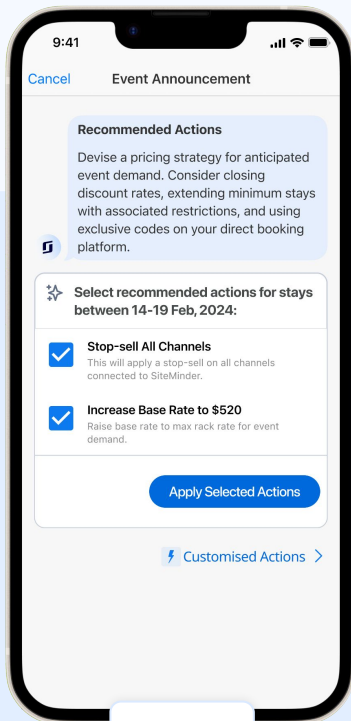 9:41
Cancel
Event Announcement
Recommended Actions
Devise a pricing strategy for anticipated
event demand. Consider closing
discount rates, extending minimum stays
with associated restrictions, and using
exclusive codes on your direct booking
platform.
Select recommended actions for stays
between 14-19 Feb, 2024:
Stop-sell All Channels
This will apply a stop-sell on all channels
connected to SiteMinder.
Increase Base Rate to $520
Raise base rate to max rack rate for event
demand.
Apply Selected Actions
Customised Actions